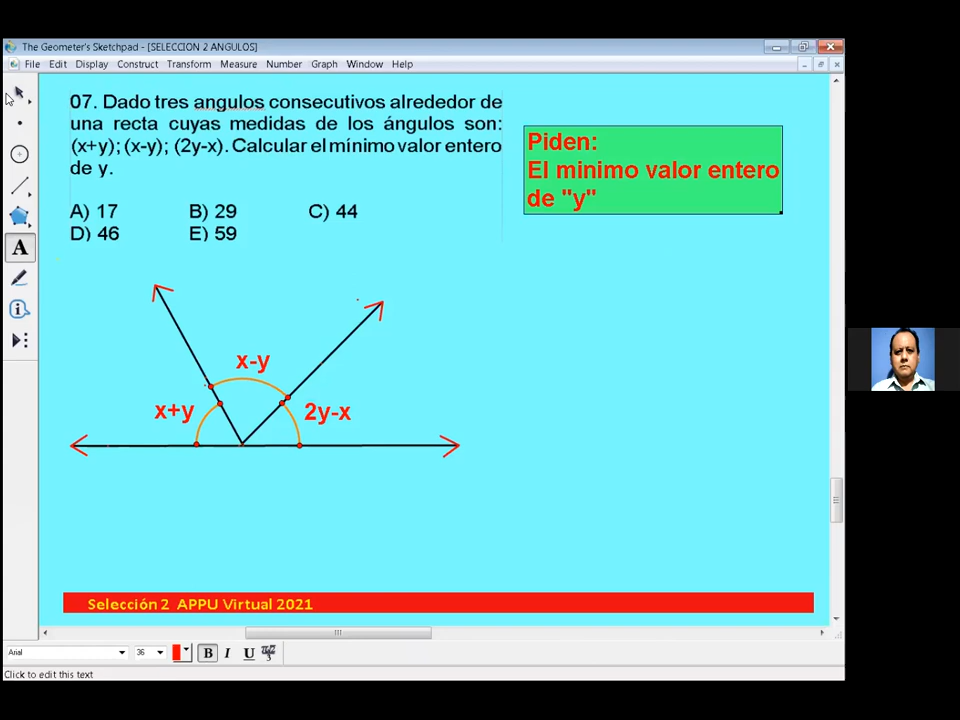 The Geometer's Sketchpad - [SELECCION 2 ANGULOS]
File Edit Display Construct Transform Measure Number Graph Window Help
07. Dado tres angulos consecutivos alrededor de
una recta cuyas medidas de los ángulos son:
(x+y); (x-y); (2y-x). Calcular el mínimo valor entero
de y.
A) 17 B) 29 C) 44
D) 46 E) 59
Piden:
El minimo valor entero
de "y"
x-y
x+y
2y-x
Selección 2 APPU Virtual 2021
Arial 36 B I U
Click to edit this text